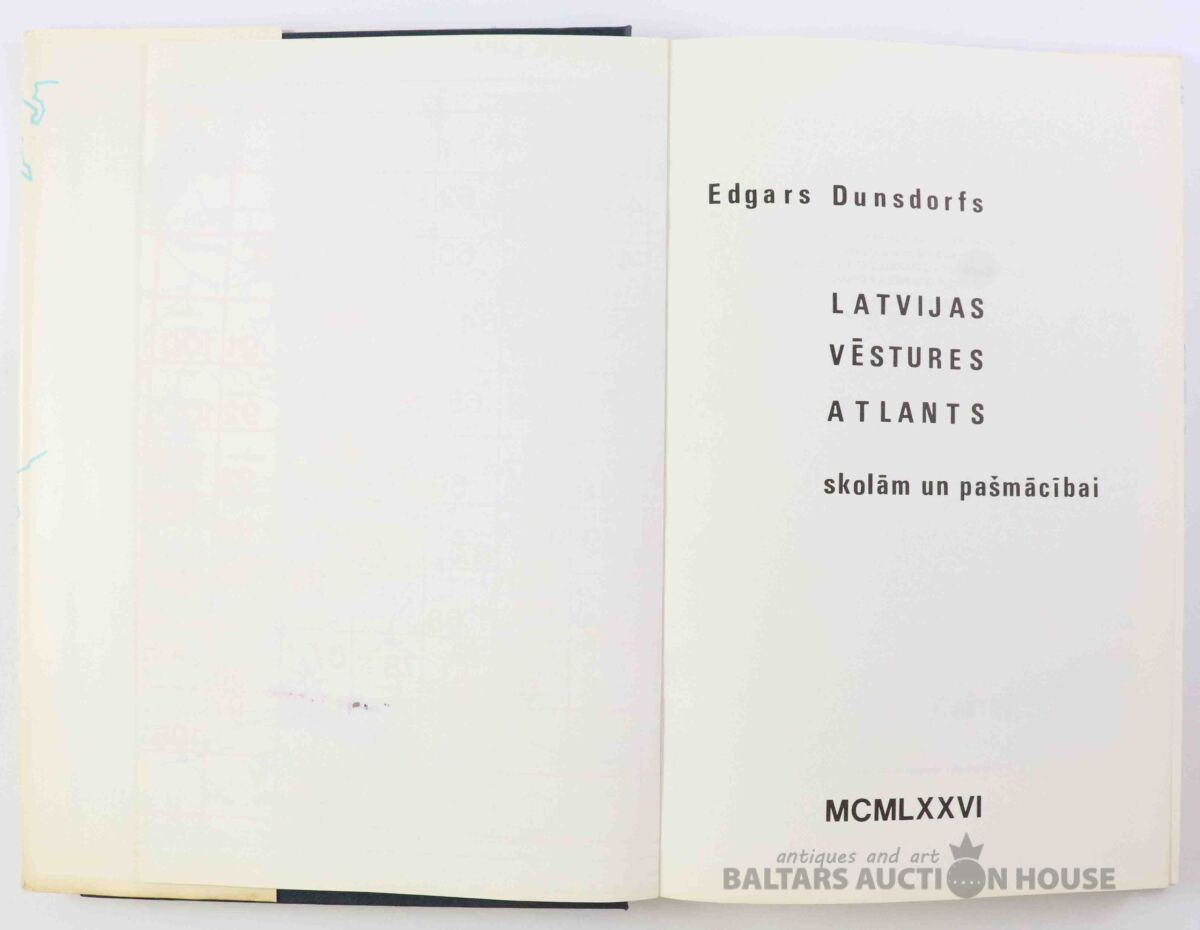 Edgars Dunsdorfs
LATVIJAS
VĒSTURES
ATLANTS
skolām un pašmācībai
MCMLXXVI
antiques and art
BALTARS AUCTION HOUSE